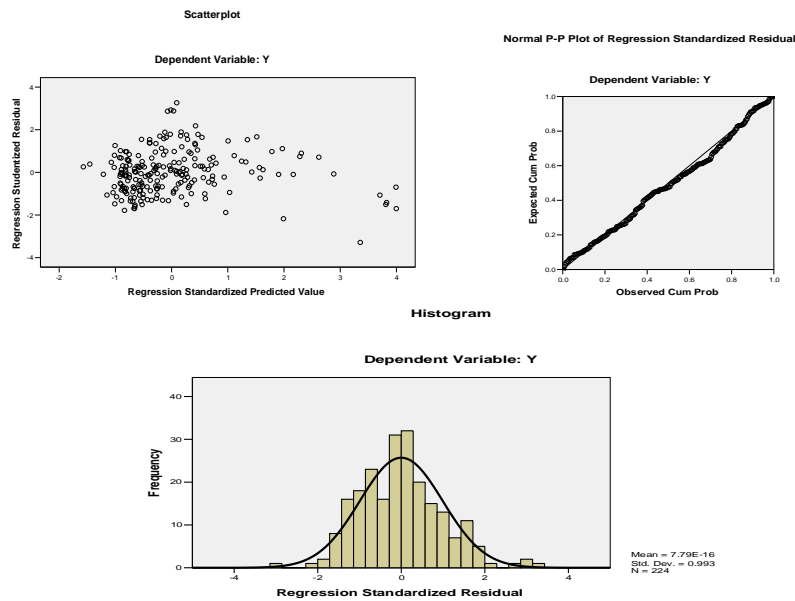 Scatterplot
Dependent Variable: Y
Regression Studentized Residual
4
2
0
-2
-4
-2
-1
0
1
2
3
4
Regression Standardized Predicted Value
Normal P-P Plot of Regression Standardized Residual
Dependent Variable: Y
Expected Cum Prob
1.0
0.8
0.6
0.4
0.2
0.0
0.0
0.2
0.4
0.6
0.8
1.0
Observed Cum Prob
Histogram
Dependent Variable: Y
Frequency
40
30
20
10
0
-4
-2
0
2
4
Regression Standardized Residual
Mean = 7.79E-16
Std. Dev. = 0.993
N = 224